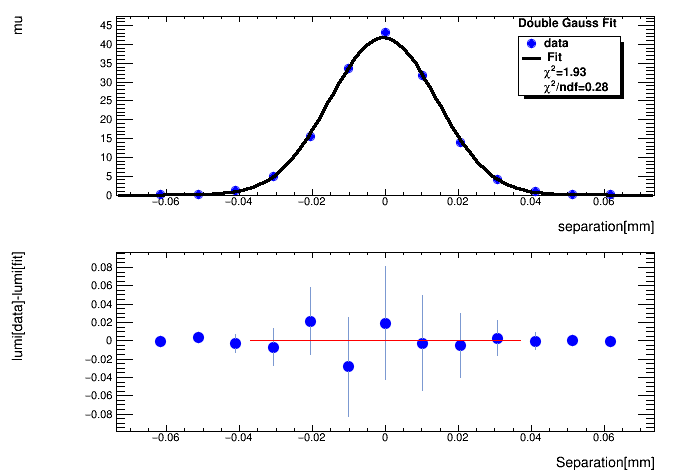 Double Gauss Fit
mu
45
40
35
30
25
20
15
10
5
0
data
Fit
χ²=1.93
χ²/ndf=0.28
−0.06 −0.04 −0.02 0 0.02 0.04 0.06
separation[mm]
lumi[data]-lumi[fit]
0.08
0.06
0.04
0.02
0
−0.02
−0.04
−0.06
−0.08
−0.06 −0.04 −0.02 0 0.02 0.04 0.06
Separation[mm]